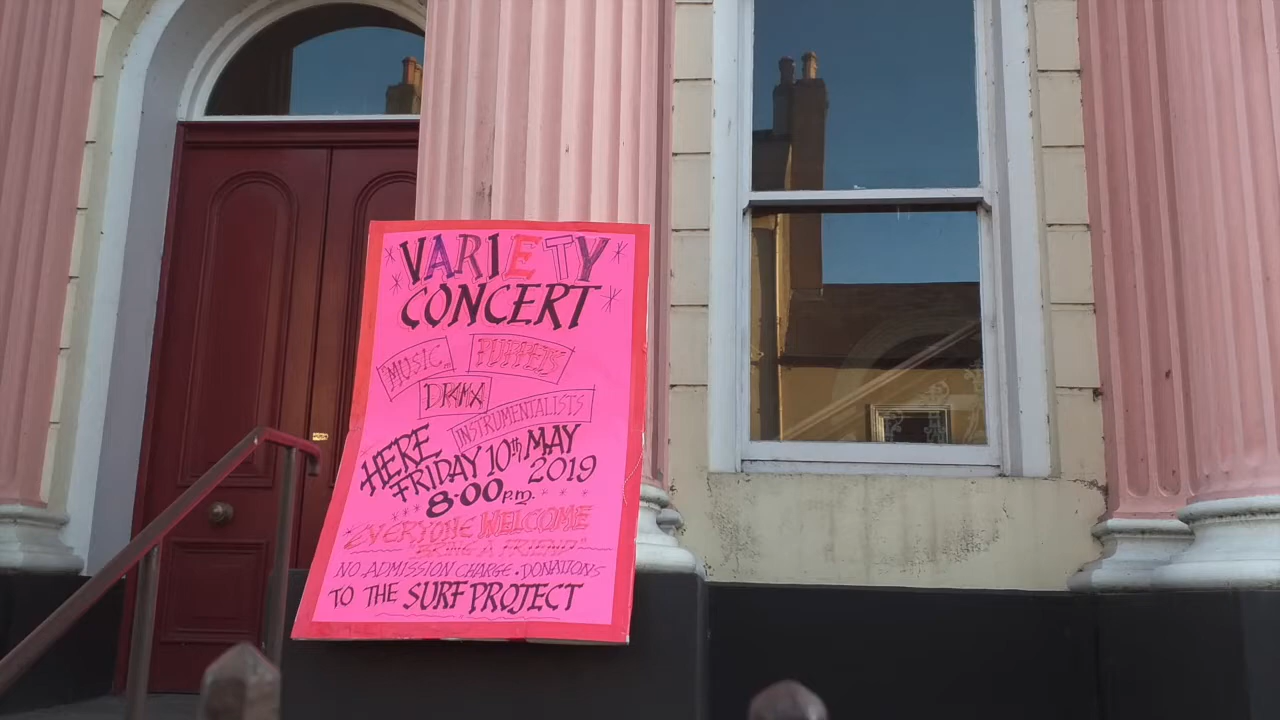 VARIETY
CONCERT
MUSIC..
PUPPETS
DRAMA
INSTRUMENTALISTS
HERE
FRIDAY 10th MAY
2019
8.00 P.M.
EVERYONE WELCOME
"BRING A FRIEND"
NO ADMISSION CHARGE. DONATIONS
TO THE SURF PROJECT